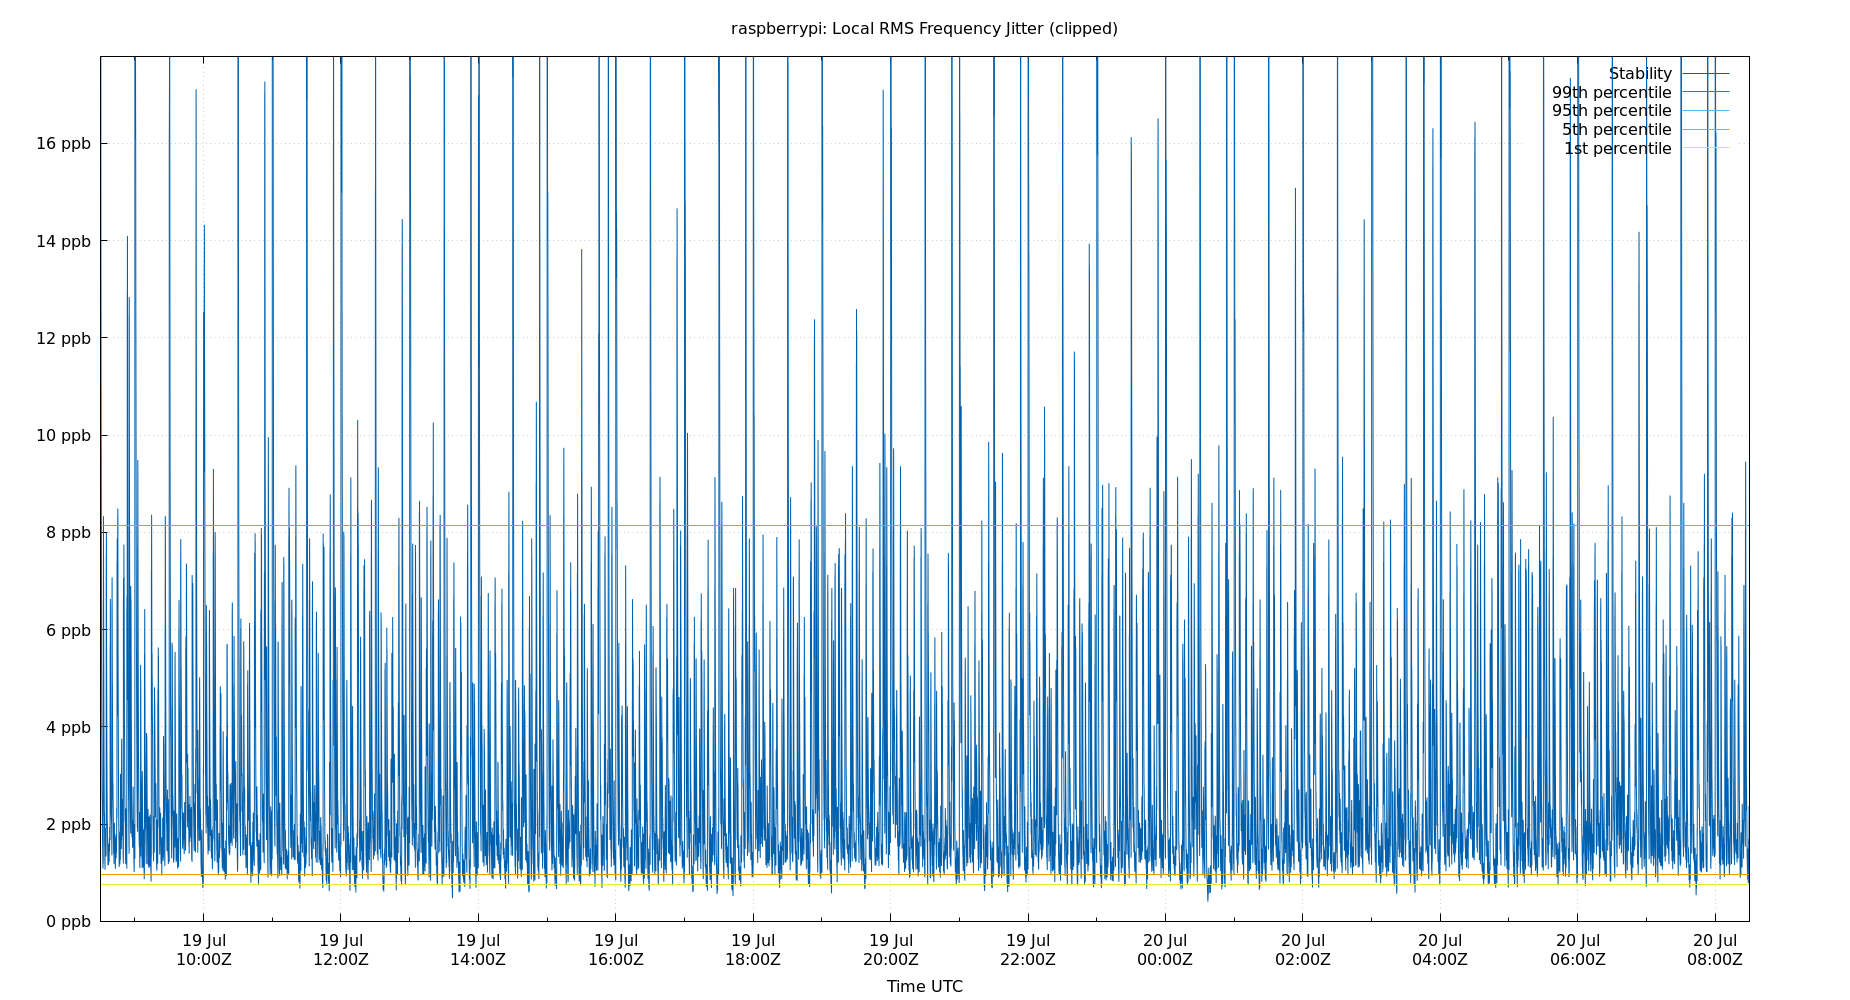 raspberrypi: Local RMS Frequency Jitter (clipped)
Stability
99th percentile
95th percentile
5th percentile
1st percentile
16 ppb
14 ppb
12 ppb
10 ppb
8 ppb
6 ppb
4 ppb
2 ppb
0 ppb
19 Jul 19 Jul 19 Jul 19 Jul 19 Jul 19 Jul 19 Jul 20 Jul 20 Jul 20 Jul 20 Jul 20 Jul
10:00Z 12:00Z 14:00Z 16:00Z 18:00Z 20:00Z 22:00Z 00:00Z 02:00Z 04:00Z 06:00Z 08:00Z
Time UTC